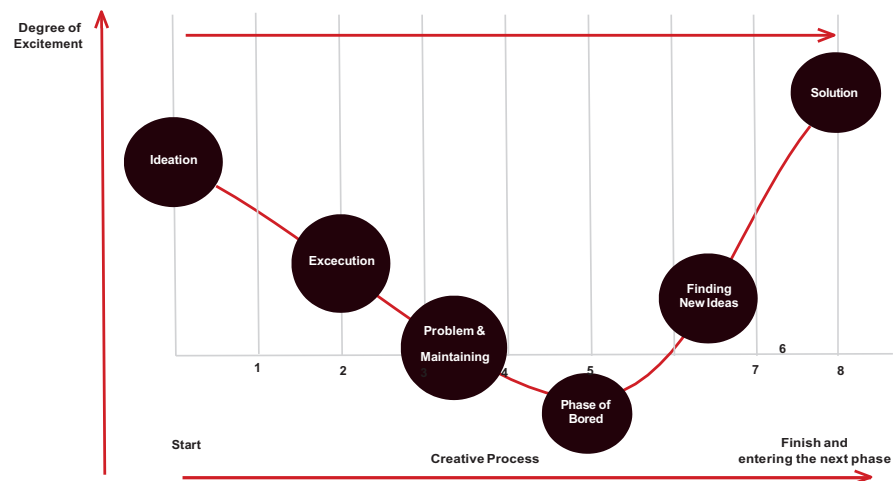 Degree of
Excitement
Ideation
Solution
Excecution
Finding
New Ideas
Problem &
Maintaining
6
1
2
3
4
5
7
8
Phase of
Bored
Start
Creative Process
Finish and
entering the next phase